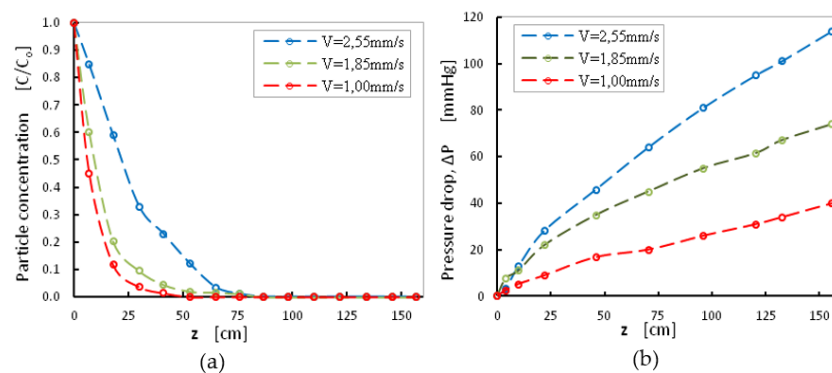 Particle concentration [C/Co]
1.0
0.9
0.8
0.7
0.6
0.5
0.4
0.3
0.2
0.1
0.0
0 25 50 75 100 125 150
z [cm]
V=2,55mm/s
V=1,85mm/s
V=1,00mm/s
(a)
Pressure drop, ΔP [mmHg]
120
100
80
60
40
20
0
0 25 50 75 100 125 150
z [cm]
V=2,55mm/s
V=1,85mm/s
V=1,00mm/s
(b)